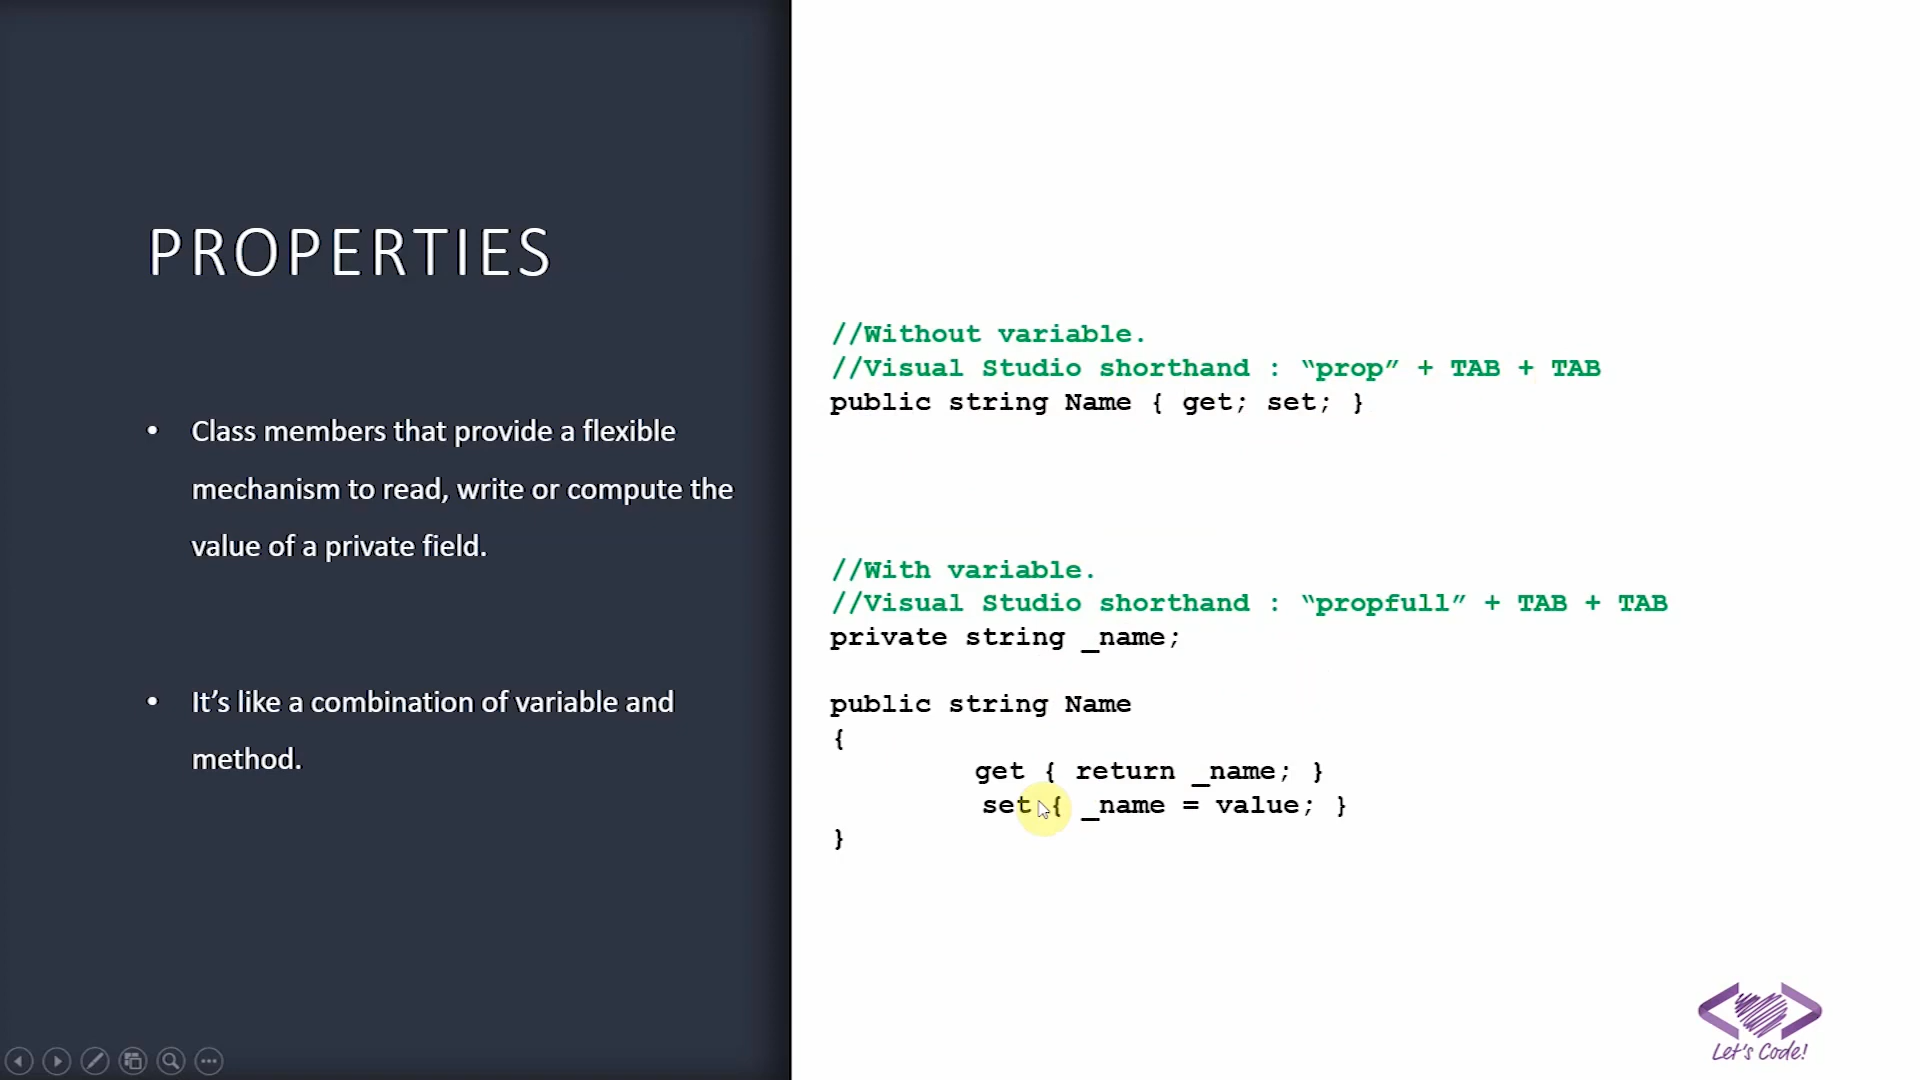 PROPERTIES
• Class members that provide a flexible
mechanism to read, write or compute the
value of a private field.
• It’s like a combination of variable and
method.
//Without variable.
//Visual Studio shorthand : “prop” + TAB + TAB
public string Name { get; set; }
//With variable.
//Visual Studio shorthand : “propfull” + TAB + TAB
private string _name;
public string Name
{
get { return _name; }
set { _name = value; }
}
Let's Code!